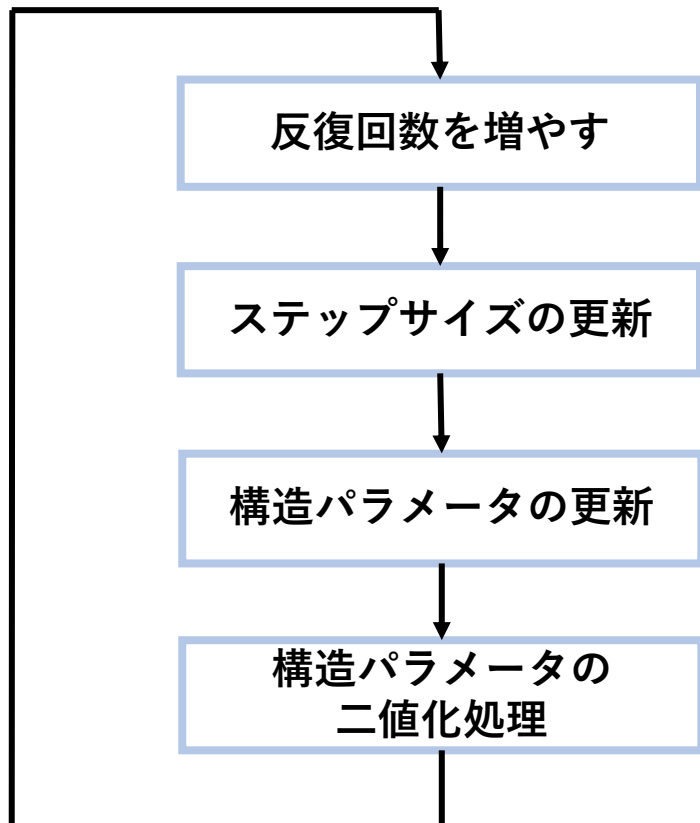 反復回数を増やす
ステップサイズの更新
構造パラメータの更新
構造パラメータの
二値化処理